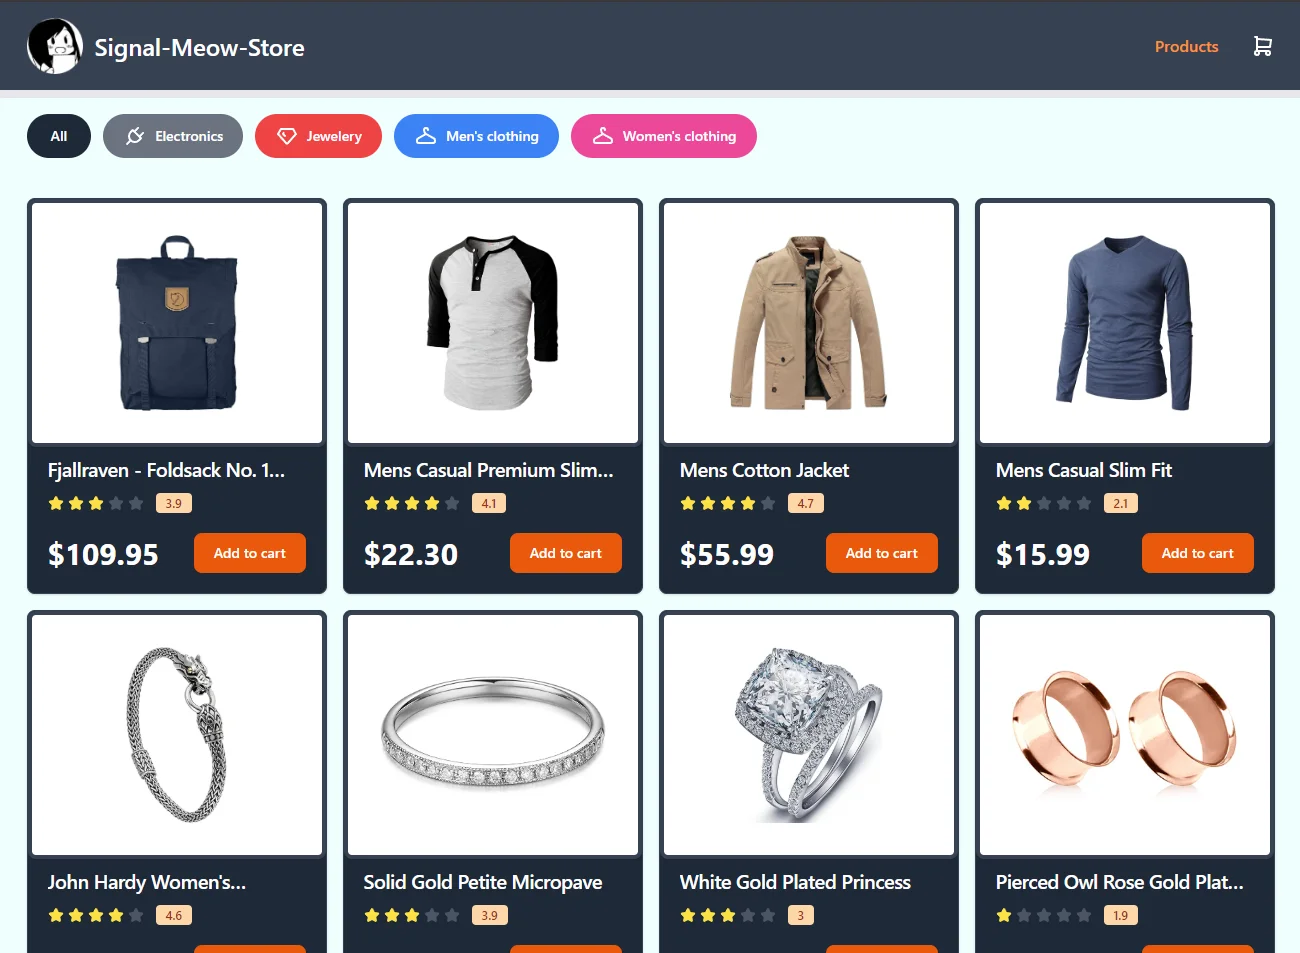 Signal-Meow-Store
Products
All
Electronics
Jewelery
Men's clothing
Women's clothing
Fjallraven - Foldsack No. 1...
3.9
$109.95
Add to cart
Mens Casual Premium Slim...
4.1
$22.30
Add to cart
Mens Cotton Jacket
4.7
$55.99
Add to cart
Mens Casual Slim Fit
2.1
$15.99
Add to cart
John Hardy Women's...
4.6
Solid Gold Petite Micropave
3.9
White Gold Plated Princess
3
Pierced Owl Rose Gold Plat...
1.9